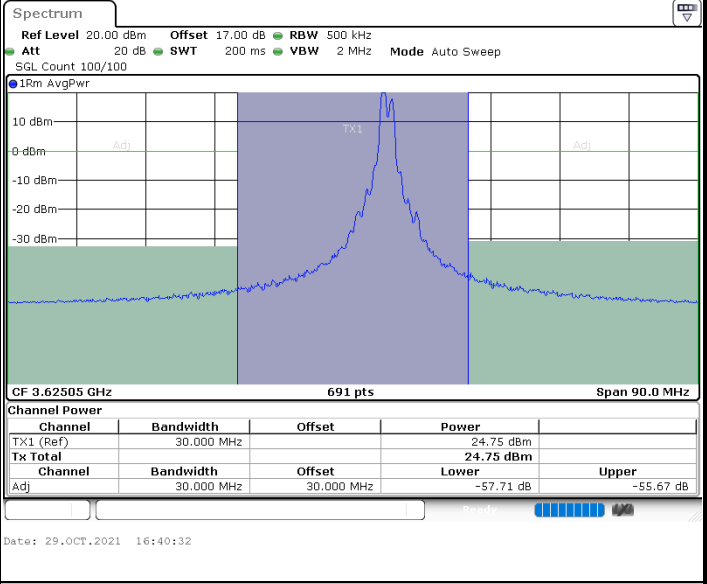 Spectrum
Ref Level 20.00 dBm Offset 17.00 dB RBW 500 kHz
Att 20 dB SWT 200 ms VBW 2 MHz Mode Auto Sweep
SGL Count 100/100
1Rm AvgPwr
10 dBm
TX1
Adj Adj
0 dBm
-10 dBm
-20 dBm
-30 dBm
CF 3.62505 GHz 691 pts Span 90.0 MHz
Channel Power
Channel Bandwidth Offset Power
TX1 (Ref) 30.000 MHz 24.75 dBm
Tx Total 24.75 dBm
Channel Bandwidth Offset Lower Upper
Adj 30.000 MHz 30.000 MHz -57.71 dB -55.67 dB
Ready
Date: 29.OCT.2021 16:40:32